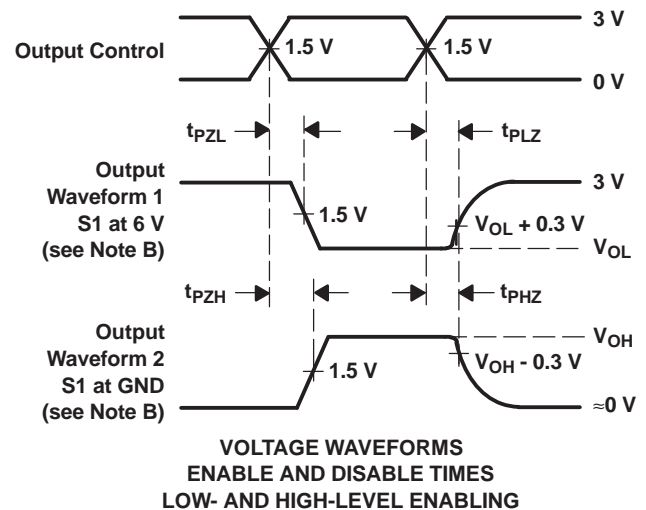 3 V
Output Control
1.5 V
1.5 V
0 V
tPZL
tPLZ
Output
Waveform 1
S1 at 6 V
(see Note B)
3 V
1.5 V
VOL + 0.3 V
VOL
tPZH
tPHZ
Output
Waveform 2
S1 at GND
(see Note B)
VOH
VOH - 0.3 V
1.5 V
≈0 V
VOLTAGE WAVEFORMS
ENABLE AND DISABLE TIMES
LOW- AND HIGH-LEVEL ENABLING